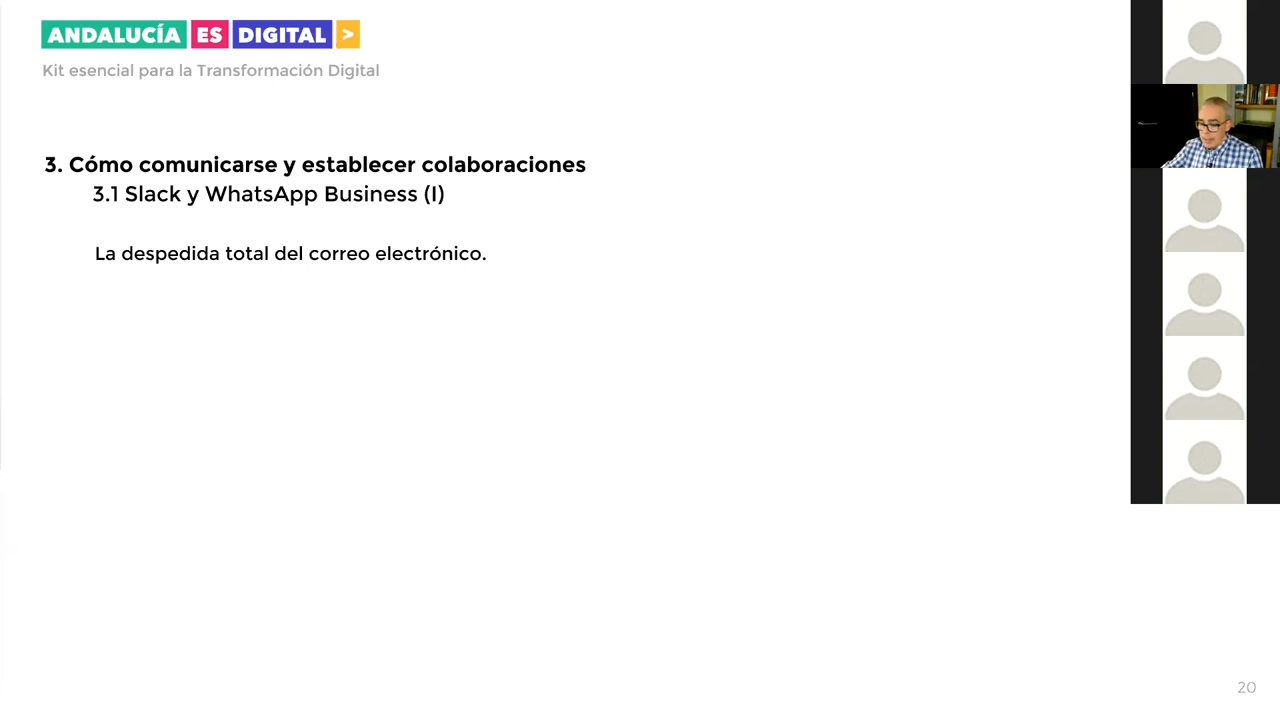 ANDALUCÍA ES DIGITAL >
Kit esencial para la Transformación Digital
3. Cómo comunicarse y establecer colaboraciones
3.1 Slack y WhatsApp Business (I)
La despedida total del correo electrónico.
20